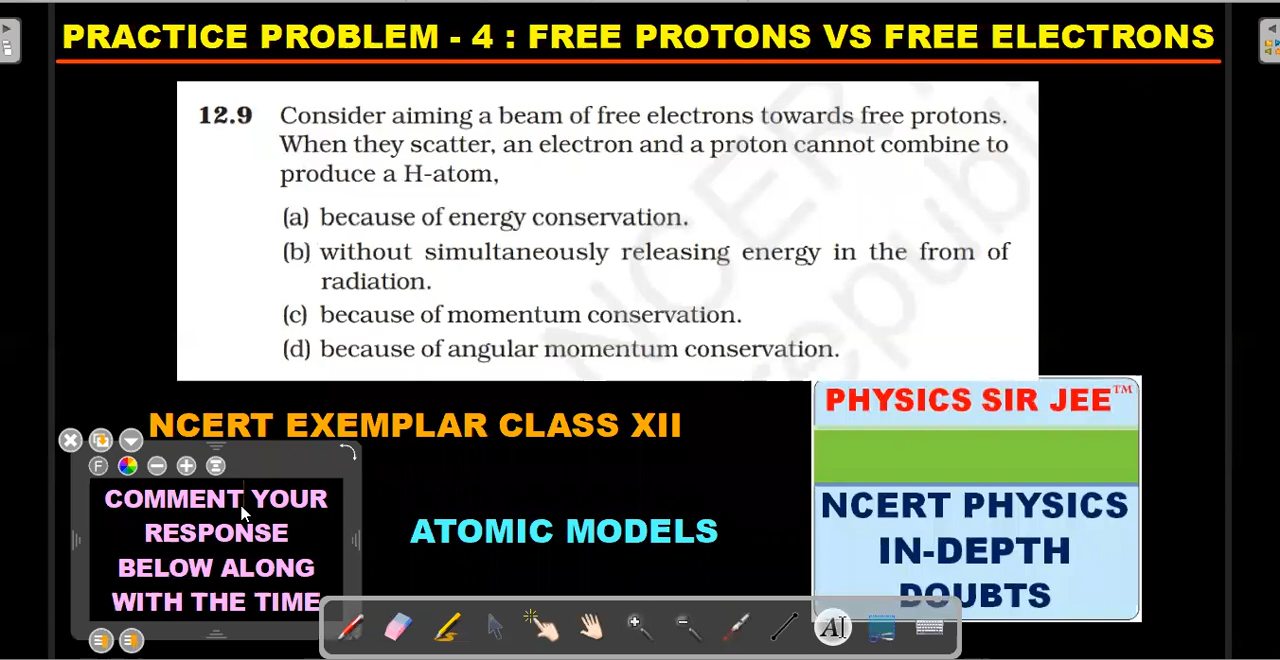 PRACTICE PROBLEM - 4 : FREE PROTONS VS FREE ELECTRONS
12.9 Consider aiming a beam of free electrons towards free protons.
When they scatter, an electron and a proton cannot combine to
produce a H-atom,
(a) because of energy conservation.
(b) without simultaneously releasing energy in the from of
radiation.
(c) because of momentum conservation.
(d) because of angular momentum conservation.
NCERT EXEMPLAR CLASS XII
PHYSICS SIR JEE™
F
COMMENT YOUR
RESPONSE
BELOW ALONG
WITH THE TIME
ATOMIC MODELS
NCERT PHYSICS
IN-DEPTH
DOUBTS
AI